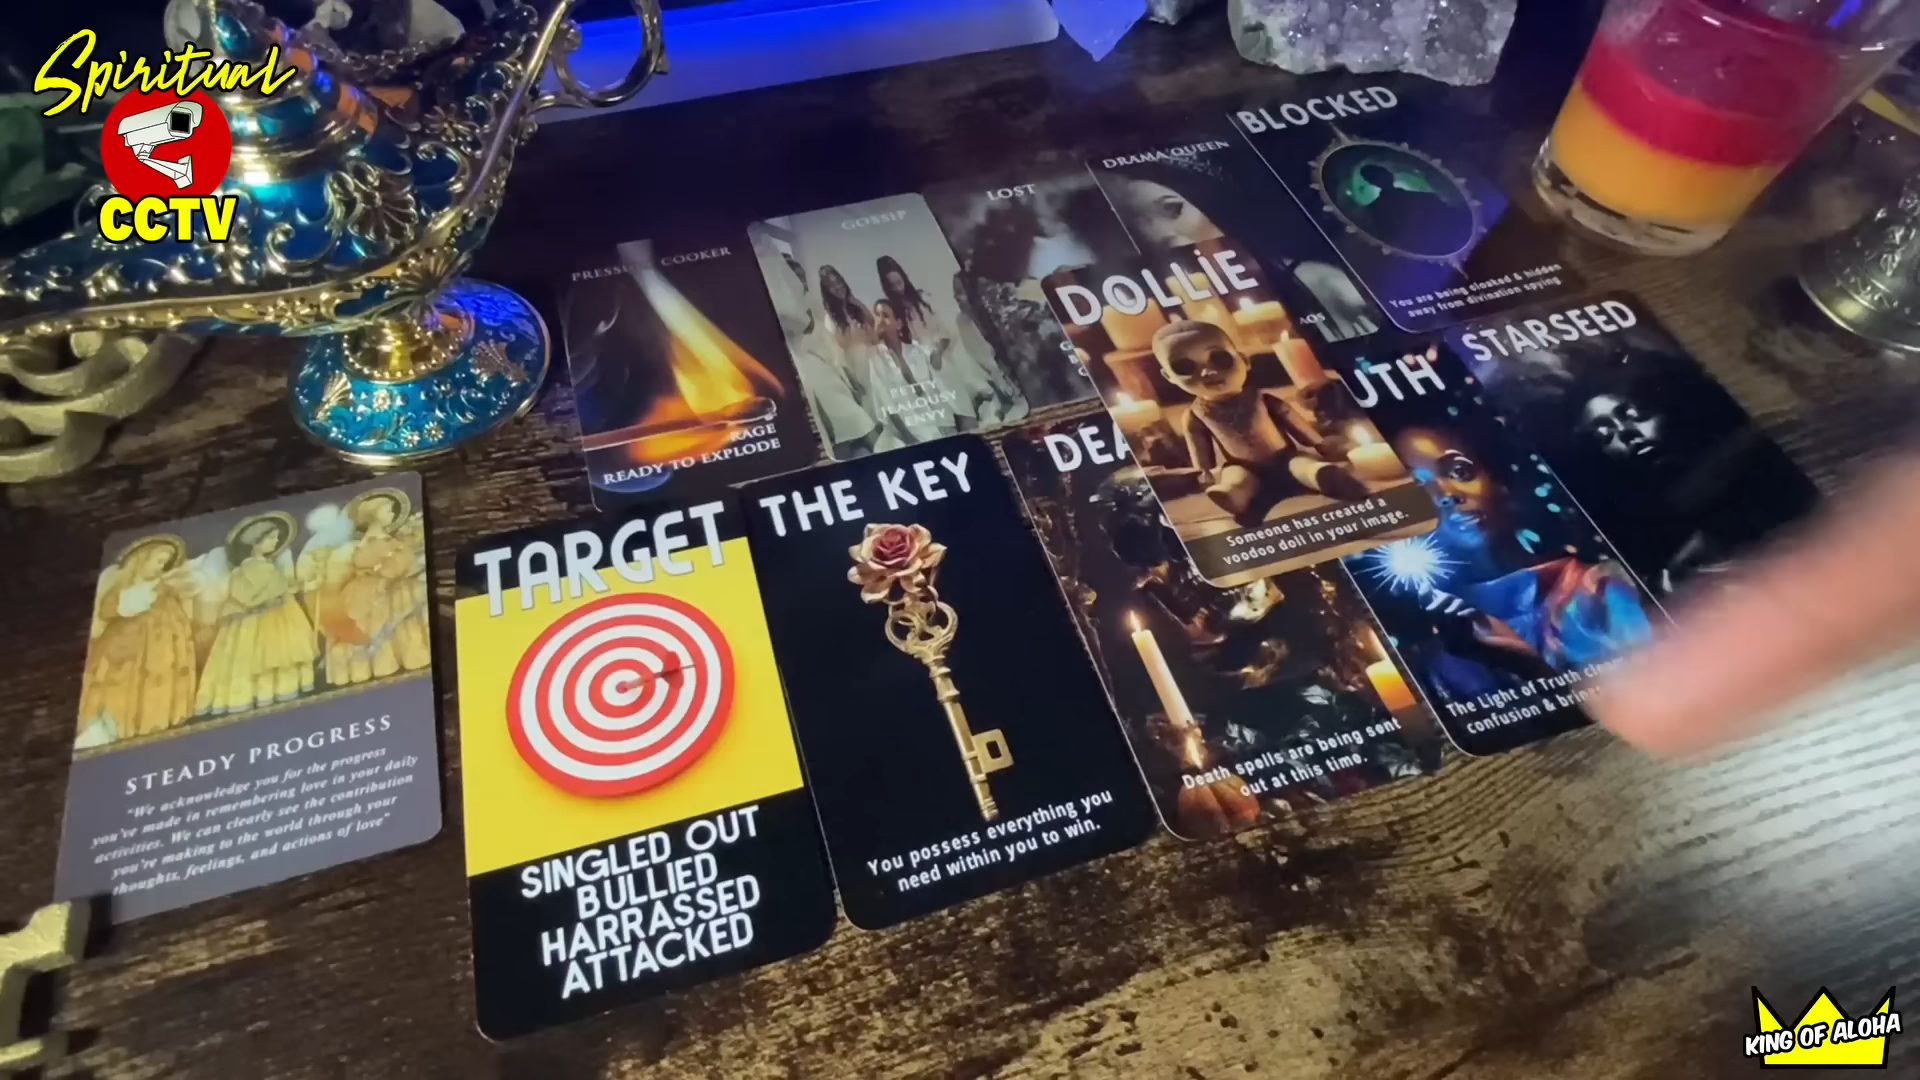 Spiritual
CCTV
BLOCKED
You are being cloaked & hidden
away from divination spying
DRAMA QUEEN
LOST
GOSSIP
PETTY
JEALOUSY
ENVY
PRESSURE COOKER
RAGE
READY TO EXPLODE
DOLLIE
Someone has created a
voodoo doll in your image.
STARSEED
UTH
The Light of Truth
confusion &
DEA
Death spells are being sent
out at this time.
THE KEY
You possess everything you
need within you to win.
TARGET
SINGLED OUT
BULLIED
HARRASSED
ATTACKED
STEADY PROGRESS
"We acknowledge you for the progress
you've made in remembering love in your daily
activities. We can clearly see the contribution
you're making to the world through your
thoughts, feelings, and actions of love"
KING OF ALOHA